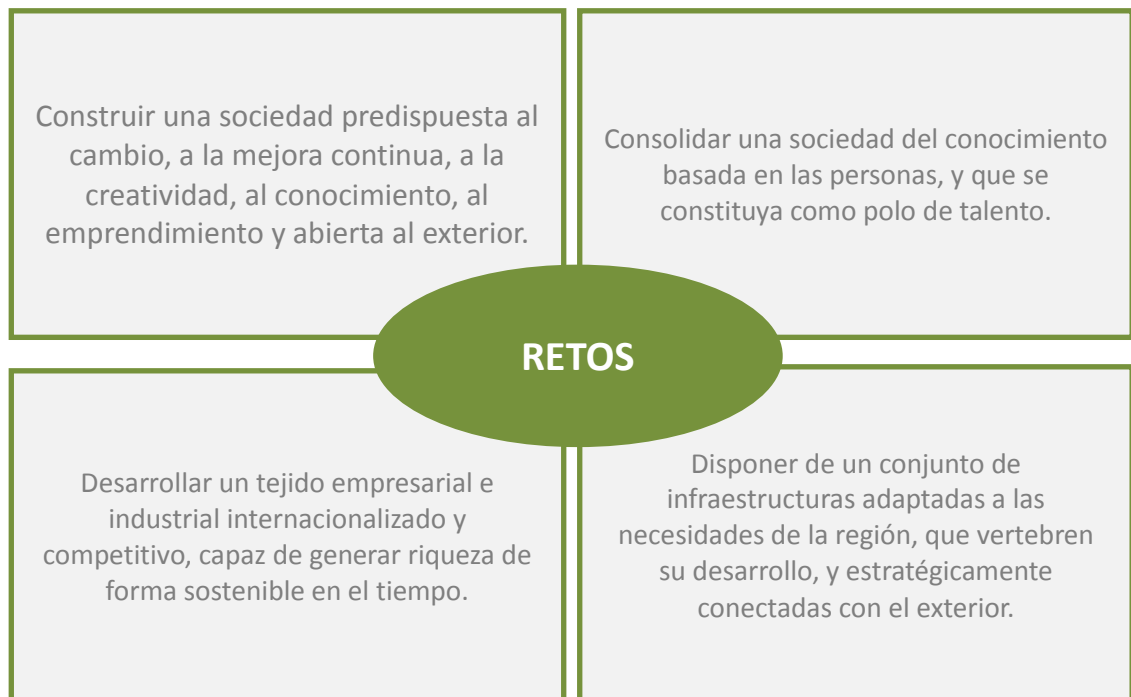 Construir una sociedad predispuesta al
cambio, a la mejora continua, a la
creatividad, al conocimiento, al
emprendimiento y abierta al exterior.
Consolidar una sociedad del conocimiento
basada en las personas, y que se
constituya como polo de talento.
RETOS
Desarrollar un tejido empresarial e
industrial internacionalizado y
competitivo, capaz de generar riqueza de
forma sostenible en el tiempo.
Disponer de un conjunto de
infraestructuras adaptadas a las
necesidades de la región, que vertebren
su desarrollo, y estratégicamente
conectadas con el exterior.